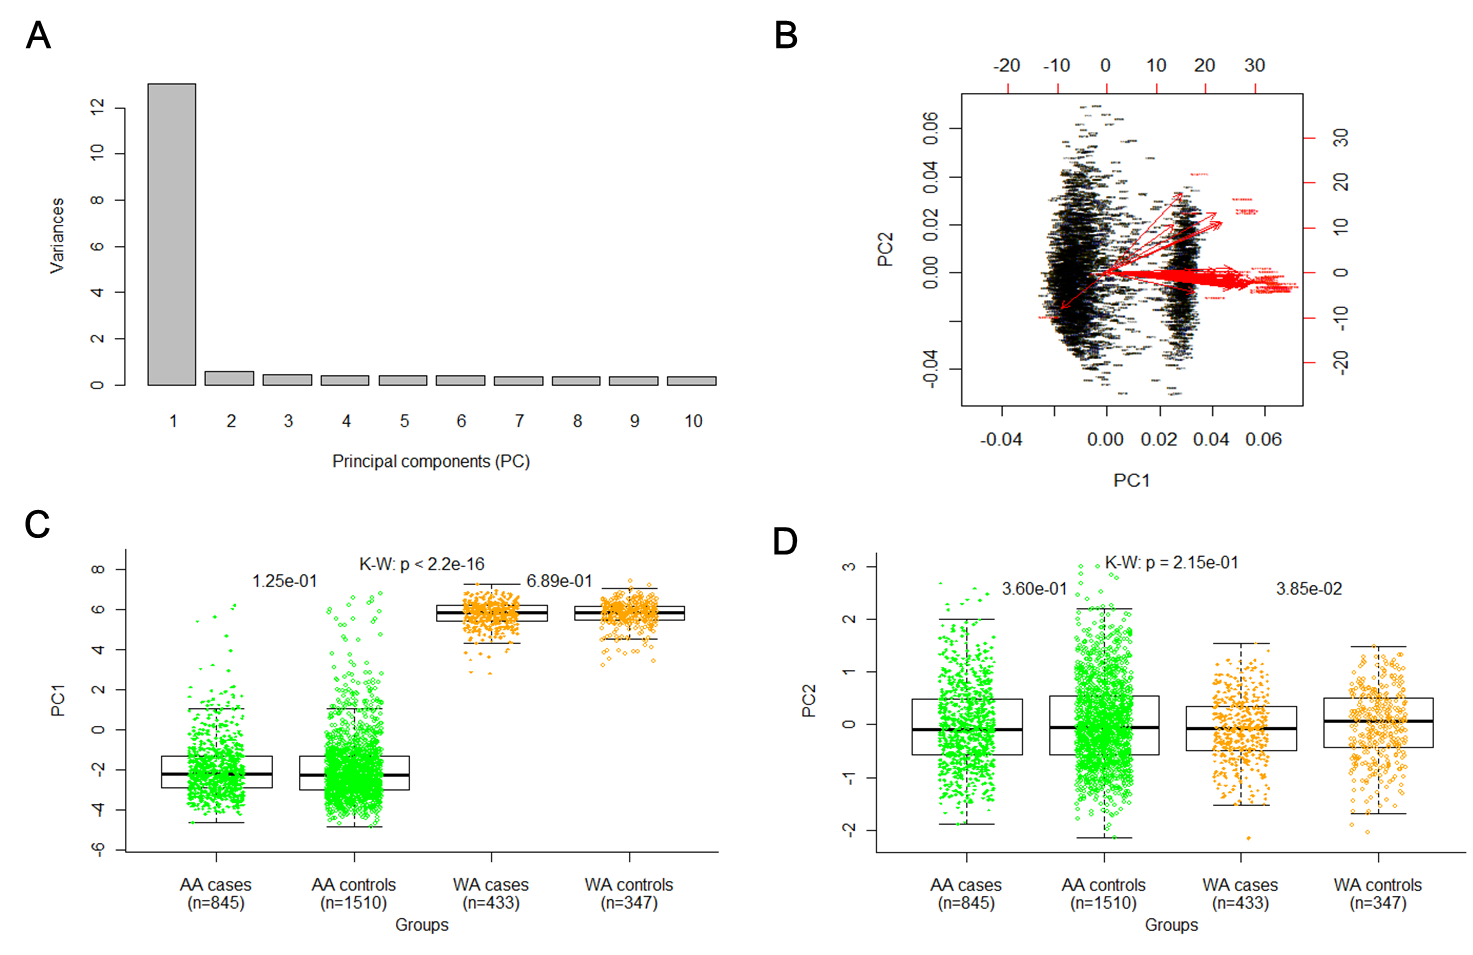 A
12
10
8
6
4
2
0
Variances
1 2 3 4 5 6 7 8 9 10
Principal components (PC)
B
-20 -10 0 10 20 30
0.06
0.04
0.02
0.00
-0.04
PC2
30
20
10
0
-10
-20
-0.04 0.00 0.02 0.04 0.06
PC1
C
K-W: p < 2.2e-16
1.25e-01 6.89e-01
8
6
4
2
0
-2
-4
-6
PC1
AA cases AA controls WA cases WA controls
(n=845) (n=1510) (n=433) (n=347)
Groups
D
K-W: p = 2.15e-01
3.60e-01 3.85e-02
3
2
1
0
-1
-2
PC2
AA cases AA controls WA cases WA controls
(n=845) (n=1510) (n=433) (n=347)
Groups